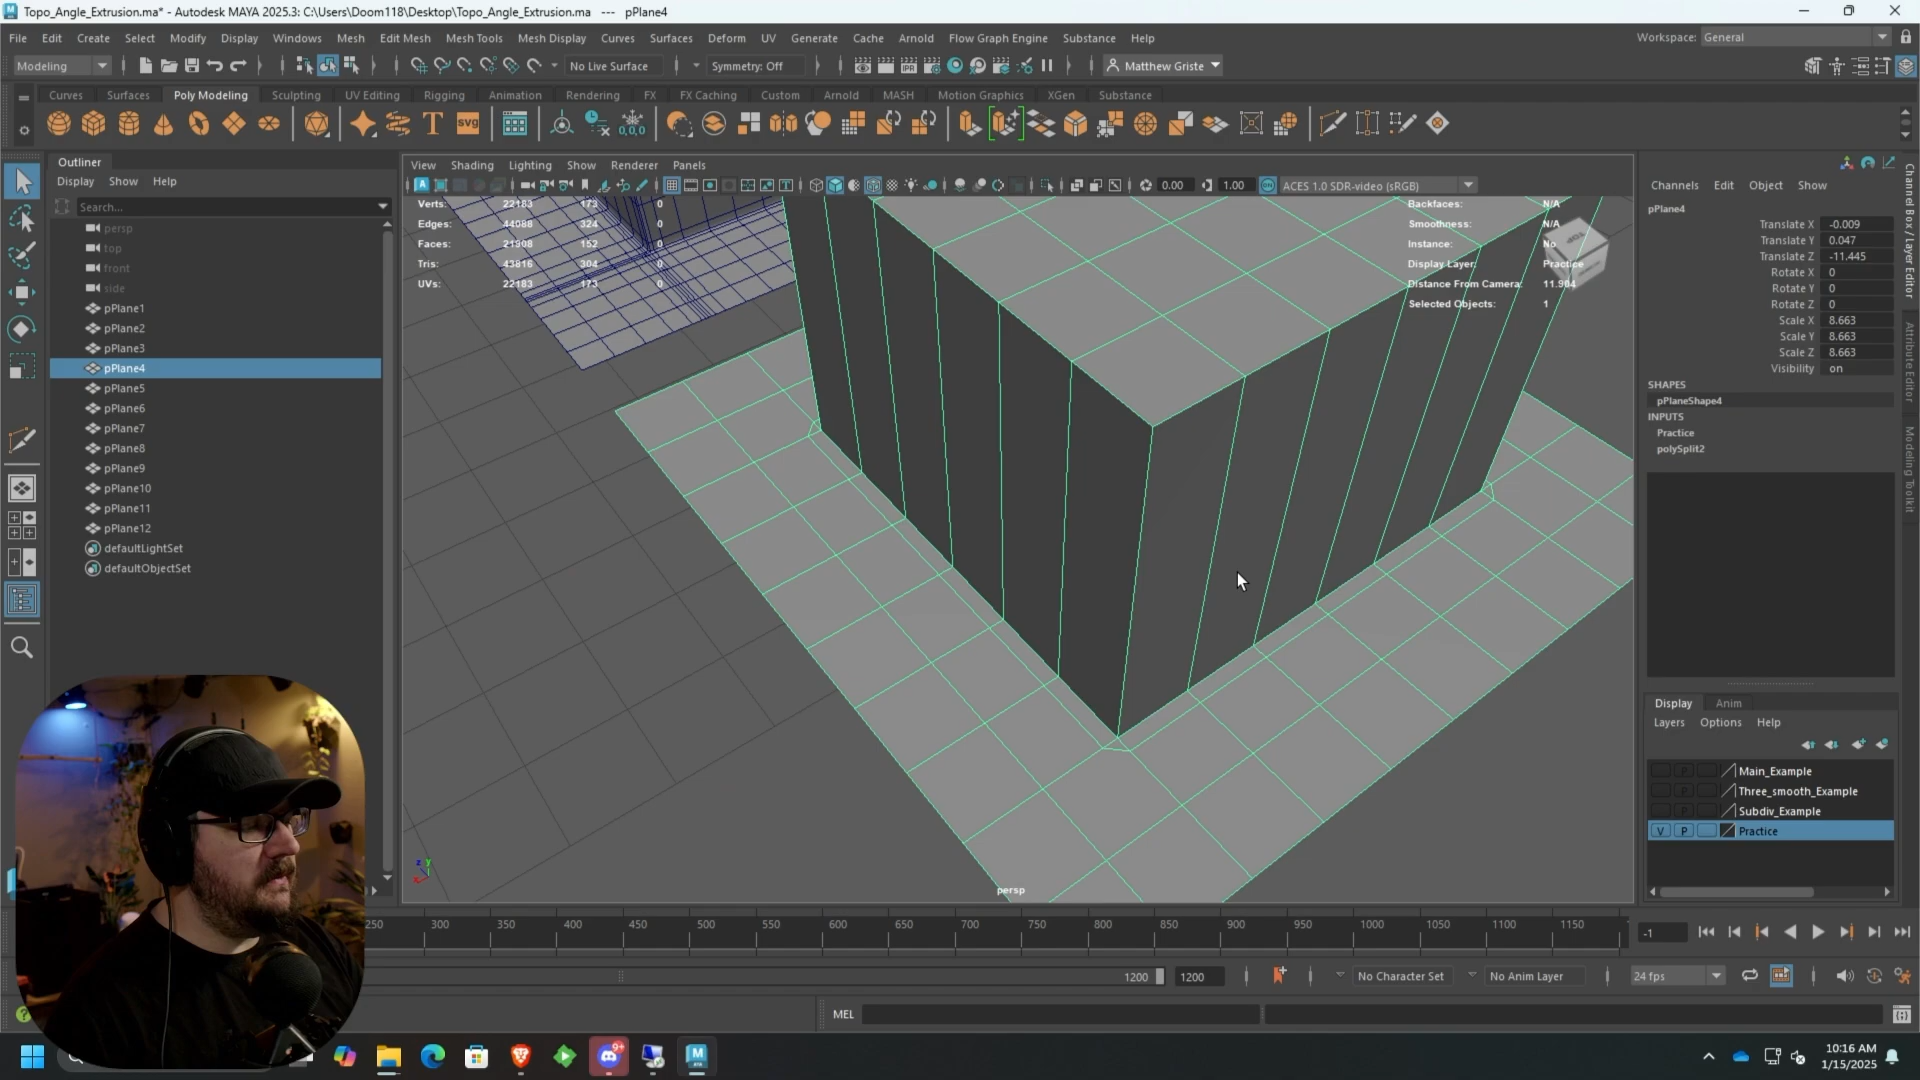 Topo_Angle_Extrusion.ma* - Autodesk MAYA 2025.3: C:\Users\Doom118\Desktop\Topo_Angle_Extrusion.ma --- pPlane4
File Edit Create Select Modify Display Windows Mesh Edit Mesh Mesh Tools Mesh Display Curves Surfaces Deform UV Generate Cache Arnold Flow Graph Engine Substance Help
Workspace: General
Modeling
No Live Surface
Symmetry: Off
Matthew Griste
Curves Surfaces Poly Modeling Sculpting UV Editing Rigging Animation Rendering FX FX Caching Custom Arnold MASH Motion Graphics XGen Substance
Outliner
Display Show Help
Search...
persp
top
front
side
pPlane1
pPlane2
pPlane3
pPlane4
pPlane5
pPlane6
pPlane7
pPlane8
pPlane9
pPlane10
pPlane11
pPlane12
defaultLightSet
defaultObjectSet
View Shading Lighting Show Renderer Panels
0.00 1.00 ACES 1.0 SDR-video (sRGB)
Verts: 22183 173 0
Edges: 44088 324 0
Faces: 21908 152 0
Tris: 43816 304 0
UVs: 22183 173 0
Backfaces: N/A
Smoothness: N/A
Instance: No
Display Layer: Practice
Distance From Camera: 11.904
Selected Objects: 1
persp
Channels Edit Object Show
pPlane4
Translate X -0.009
Translate Y 0.047
Translate Z -11.445
Rotate X 0
Rotate Y 0
Rotate Z 0
Scale X 8.663
Scale Y 8.663
Scale Z 8.663
Visibility on
SHAPES
pPlaneShape4
INPUTS
Practice
polySplit2
Channel Box / Layer Editor
Attribute Editor
Modeling Toolkit
Display Anim
Layers Options Help
P Main_Example
P Three_smooth_Example
P Subdiv_Example
V P Practice
250 300 350 400 450 500 550 600 650 700 750 800 850 900 950 1000 1050 1100 1150
-1
1200 1200
No Character Set
No Anim Layer
24 fps
MEL
9+
10:16 AM
1/15/2025